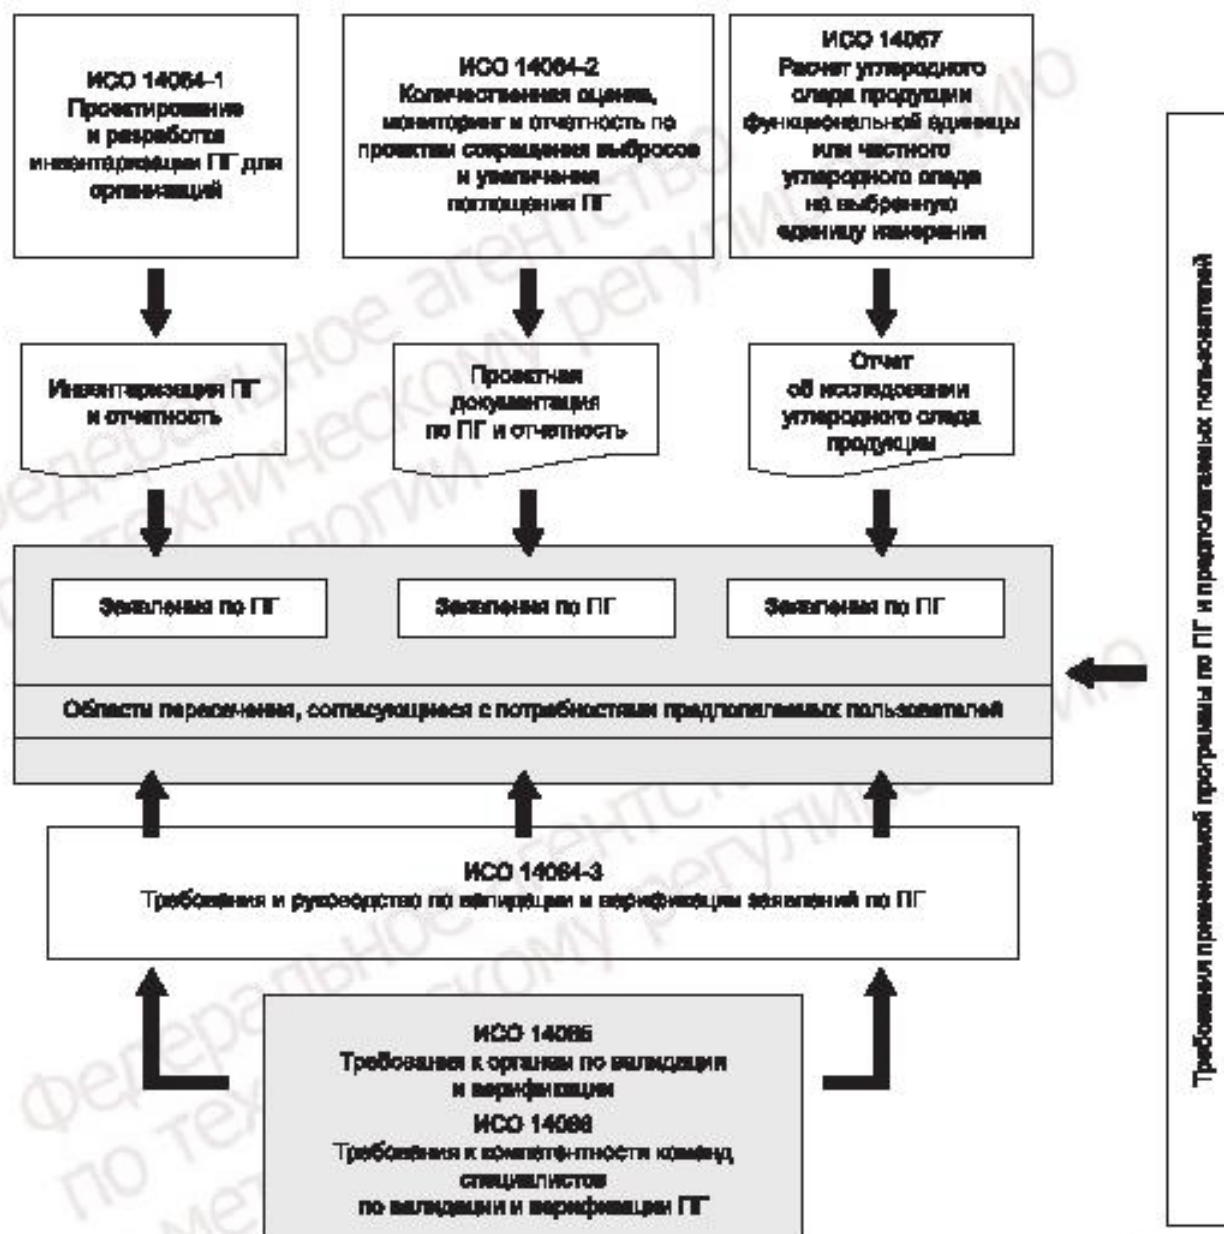 ИСО 14064-1
Проектирование
и разработка
инвентаризации ПГ для
организаций
ИСО 14064-2
Количественная оценка,
мониторинг и отчетность по
проектам сокращения выбросов
и увеличения
поглощения ПГ
ИСО 14067
Расчет углеродного
следа продукции
функциональной единицы
или частного
углеродного следа
на выбранную
единицу измерения
Инвентаризация ПГ
и отчетность
Проектная
документация
по ПГ и отчетность
Отчет
об исследовании
углеродного следа
продукции
Заявления по ПГ
Заявления по ПГ
Заявления по ПГ
Области пересечения, согласующиеся с потребностями предполагаемых пользователей
ИСО 14064-3
Требования и руководство по валидации и верификации заявлений по ПГ
ИСО 14065
Требования к органам по валидации
и верификации
ИСО 14066
Требования к компетентности команд
специалистов
по валидации и верификации ПГ
Требования применимой программы по ПГ и предполагаемых пользователей